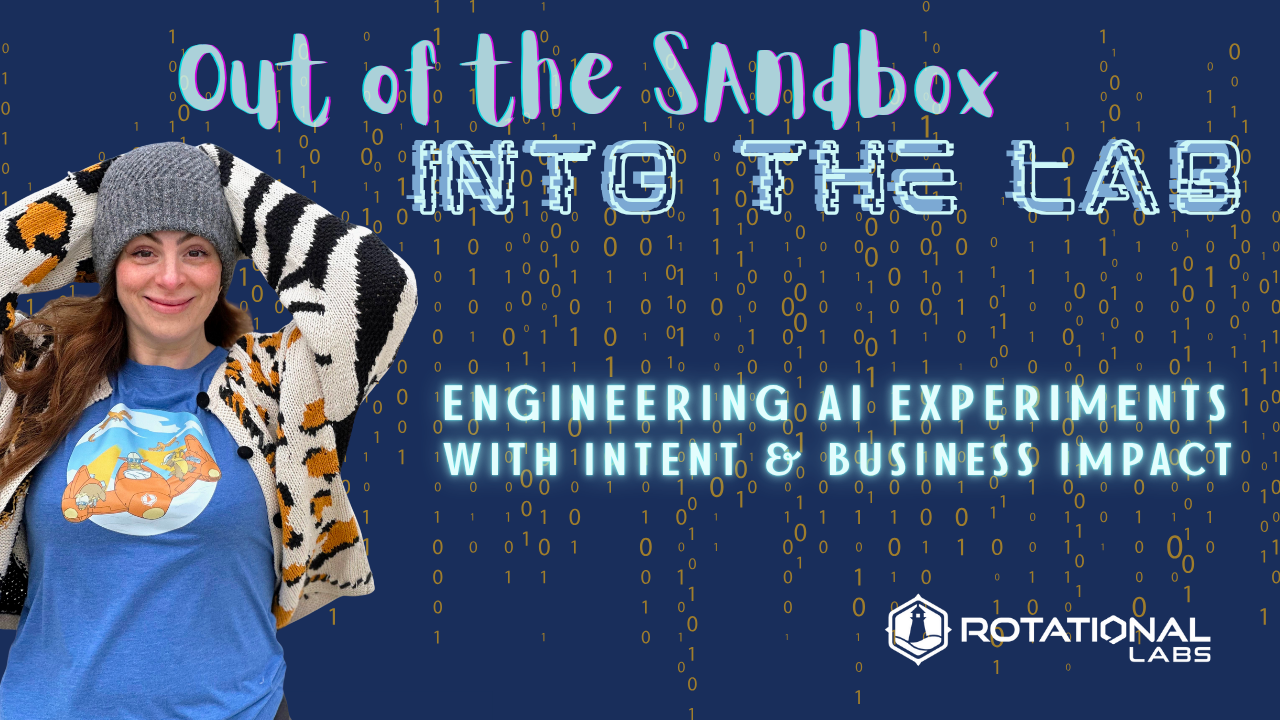 Out of the SAndbox
INTO THE LAB
ENGINEERING AI EXPERIMENTS
WITH INTENT & BUSINESS IMPACT
ROTATIONAL
LABS